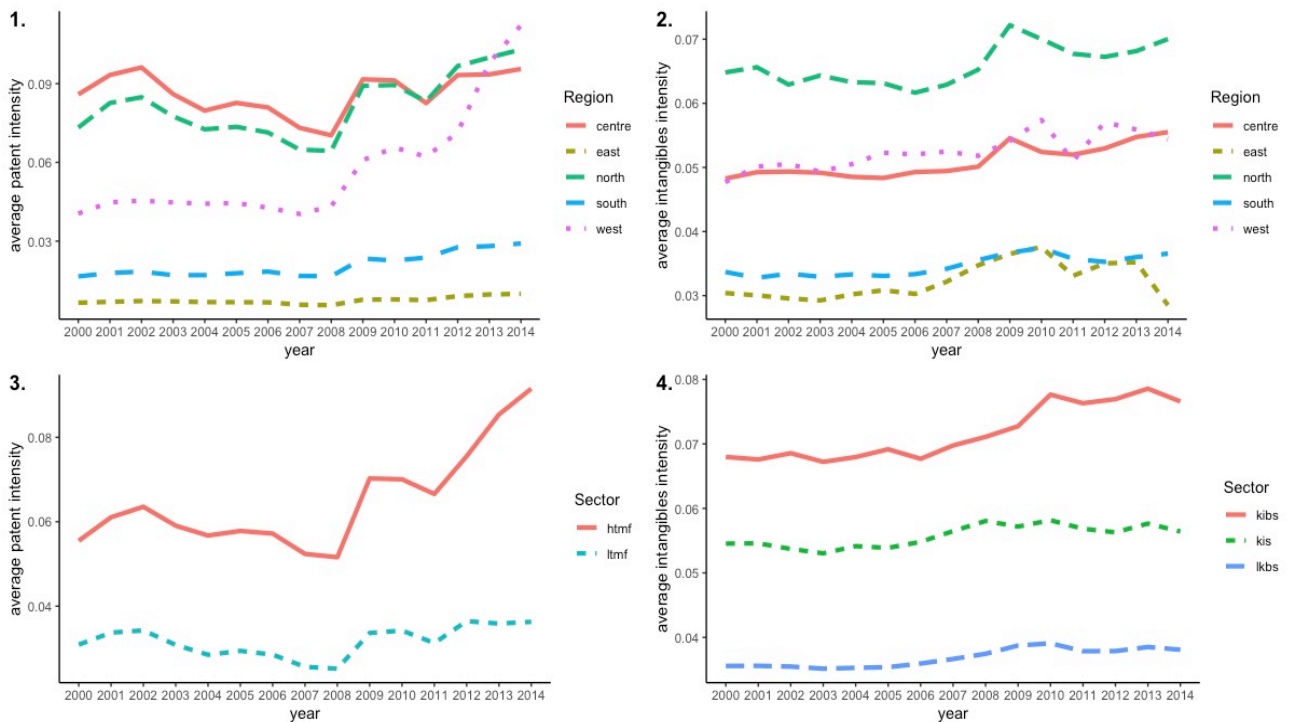 1.
average patent intensity
0.09
0.06
0.03
2000 2001 2002 2003 2004 2005 2006 2007 2008 2009 2010 2011 2012 2013 2014
year
Region
centre
east
north
south
west
2.
average intangibles intensity
0.07
0.06
0.05
0.04
0.03
2000 2001 2002 2003 2004 2005 2006 2007 2008 2009 2010 2011 2012 2013 2014
year
Region
centre
east
north
south
west
3.
average patent intensity
0.08
0.06
0.04
2000 2001 2002 2003 2004 2005 2006 2007 2008 2009 2010 2011 2012 2013 2014
year
Sector
htmf
ltmf
4.
average intangibles intensity
0.08
0.07
0.06
0.05
0.04
2000 2001 2002 2003 2004 2005 2006 2007 2008 2009 2010 2011 2012 2013 2014
year
Sector
kibs
kis
lkbs